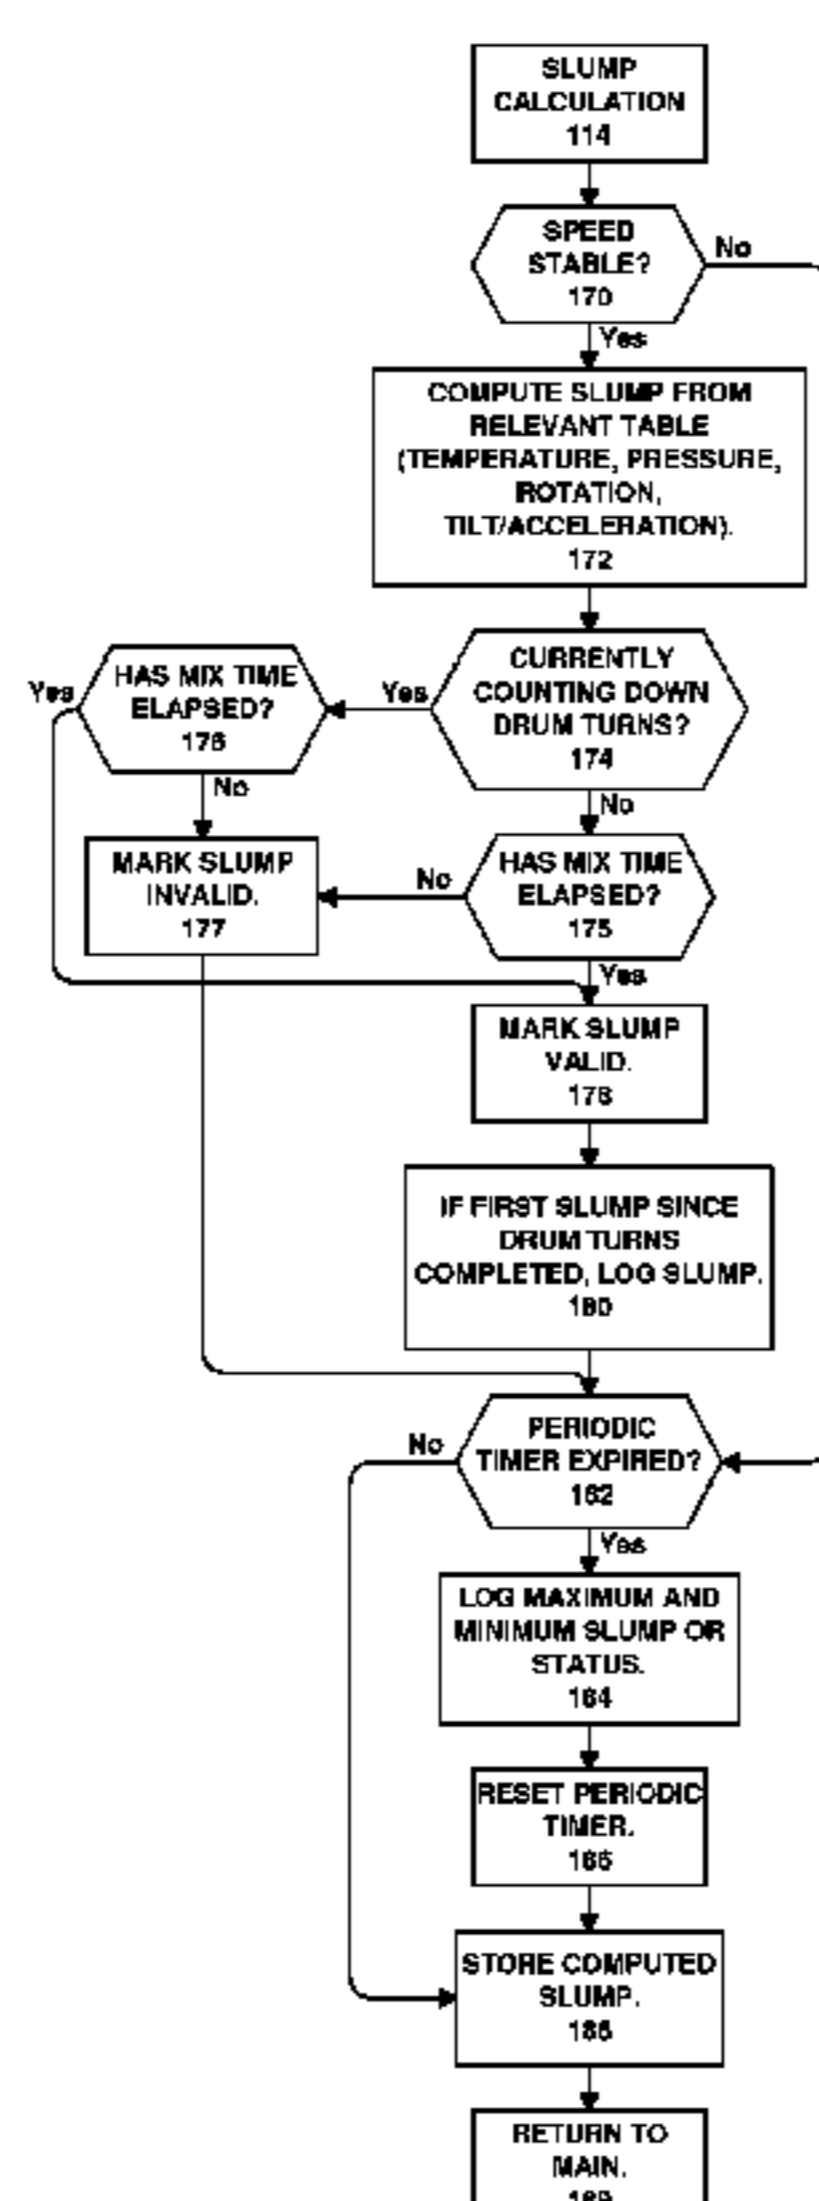 SLUMP
CALCULATION
114
SPEED
STABLE?
170
No
Yes
COMPUTE SLUMP FROM
RELEVANT TABLE
(TEMPERATURE, PRESSURE,
ROTATION,
TILT/ACCELERATION).
172
CURRENTLY
COUNTING DOWN
DRUM TURNS?
174
Yes
HAS MIX TIME
ELAPSED?
176
Yes
No
No
MARK SLUMP
INVALID.
177
No
HAS MIX TIME
ELAPSED?
175
Yes
MARK SLUMP
VALID.
178
IF FIRST SLUMP SINCE
DRUM TURNS
COMPLETED, LOG SLUMP.
180
PERIODIC
TIMER EXPIRED?
182
No
Yes
LOG MAXIMUM AND
MINIMUM SLUMP OR
STATUS.
184
RESET PERIODIC
TIMER.
186
STORE COMPUTED
SLUMP.
188
RETURN TO
MAIN.